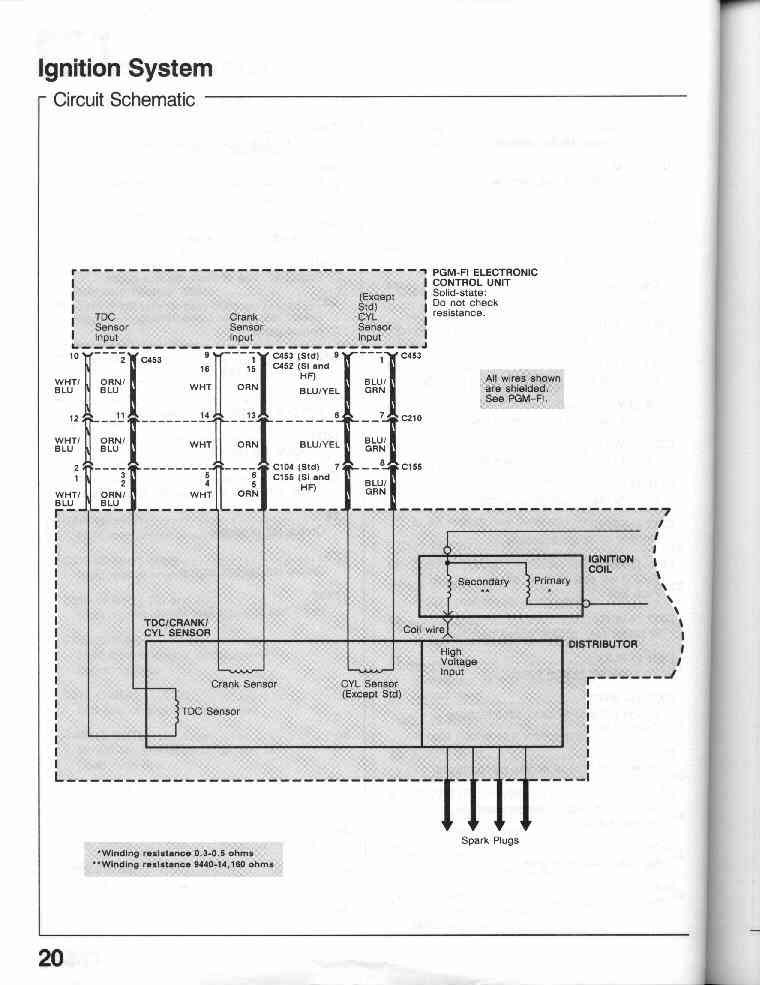 Ignition System
Circuit Schematic
PGM-FI ELECTRONIC
CONTROL UNIT
Solid-state:
Do not check
resistance.
TDC
Sensor
Input
Crank
Sensor
Input
(Except
Std)
CYL
Sensor
Input
10 2 C453
9 1 C453 (Std)
16 15 C452 (Si and
HF)
9 1 C453
WHT/
BLU
ORN/
BLU
WHT
ORN
BLU/YEL
BLU/
GRN
All wires shown
are shielded.
See PGM-FI.
12 11 14 13 6 7 C210
WHT/
BLU
ORN/
BLU
WHT
ORN
BLU/YEL
BLU/
GRN
2 3
1 2
5 6 C104 (Std)
4 5 C155 (Si and
HF)
7 8 C155
WHT/
BLU
ORN/
BLU
WHT
ORN
BLU/
GRN
IGNITION
COIL
Secondary
**
Primary
*
Coil wire
TDC/CRANK/
CYL SENSOR
DISTRIBUTOR
High
Voltage
Input
Crank Sensor
CYL Sensor
(Except Std)
TDC Sensor
Spark Plugs
*Winding resistance 0.3-0.5 ohms
**Winding resistance 9440-14,160 ohms
20